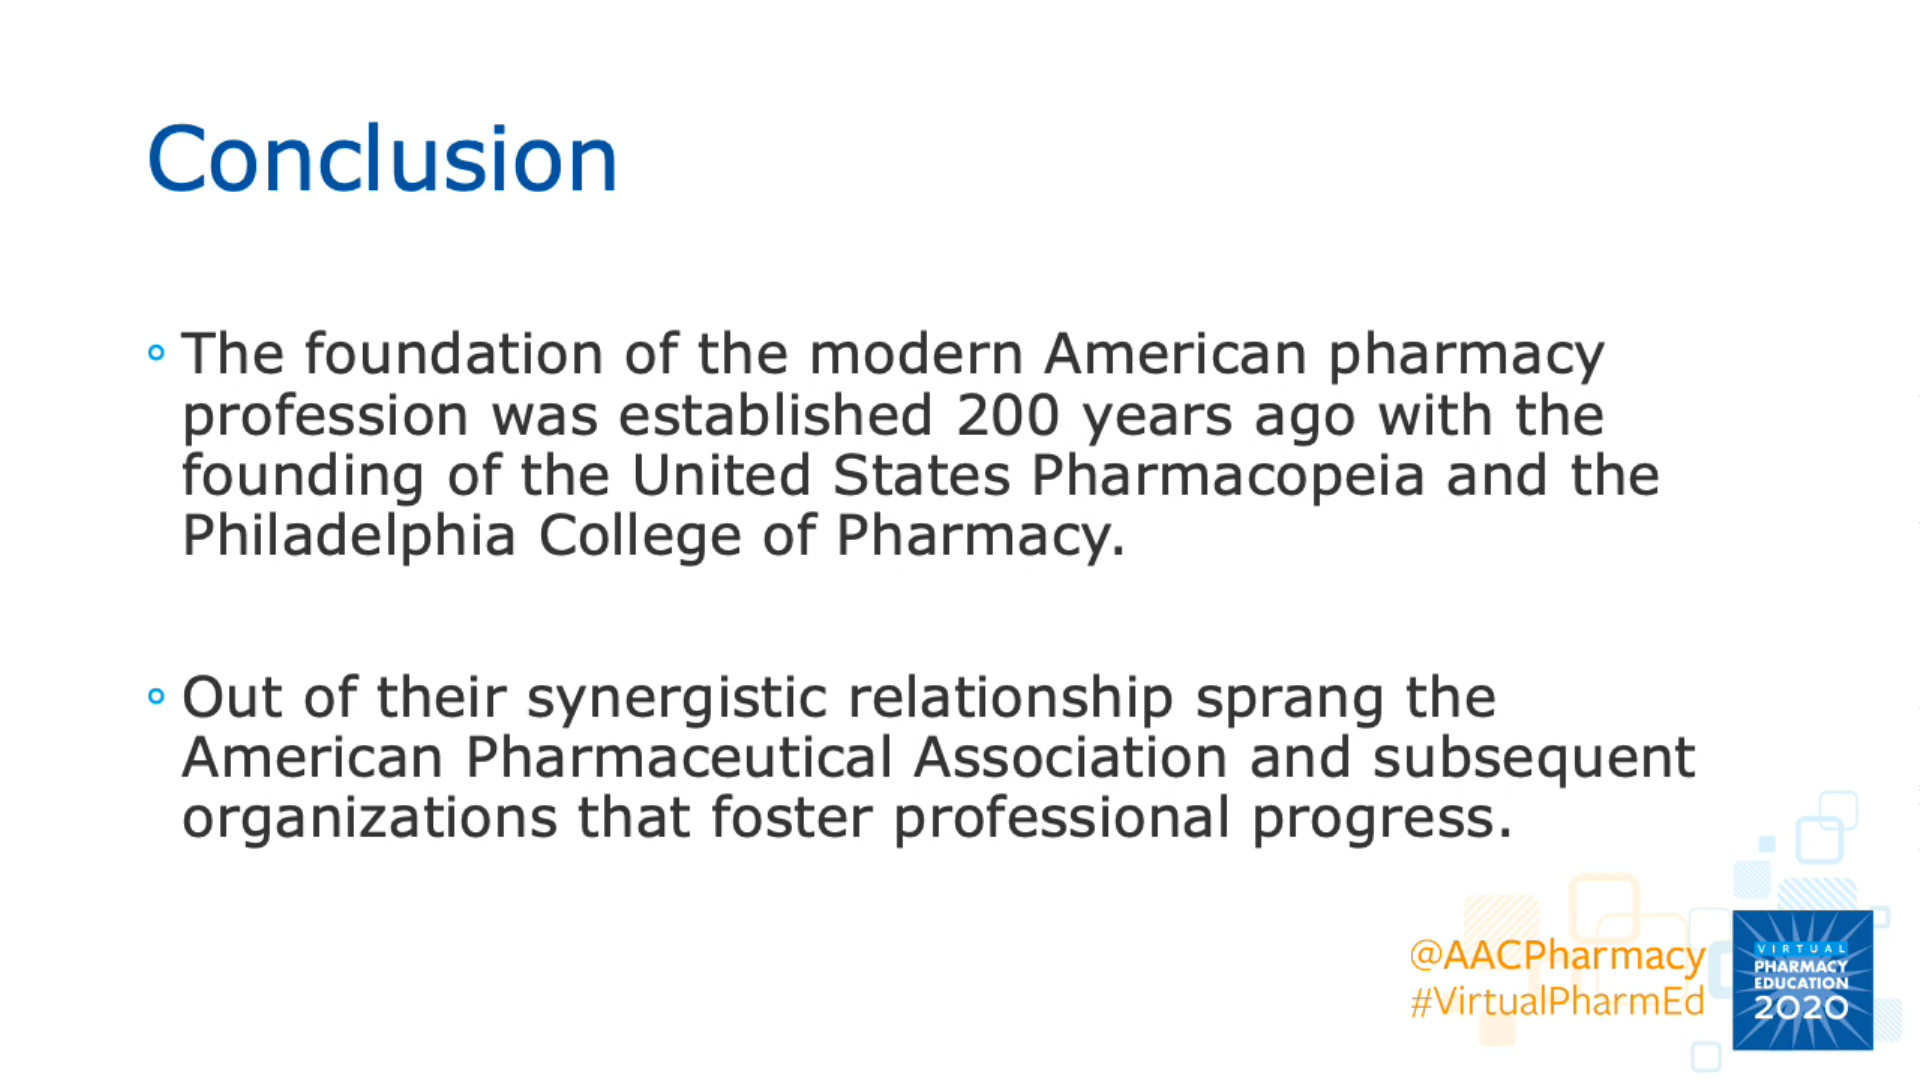 Conclusion
◦ The foundation of the modern American pharmacy
profession was established 200 years ago with the
founding of the United States Pharmacopeia and the
Philadelphia College of Pharmacy.
◦ Out of their synergistic relationship sprang the
American Pharmaceutical Association and subsequent
organizations that foster professional progress.
@AACPharmacy
#VirtualPharmEd
VIRTUAL
PHARMACY
EDUCATION
2020